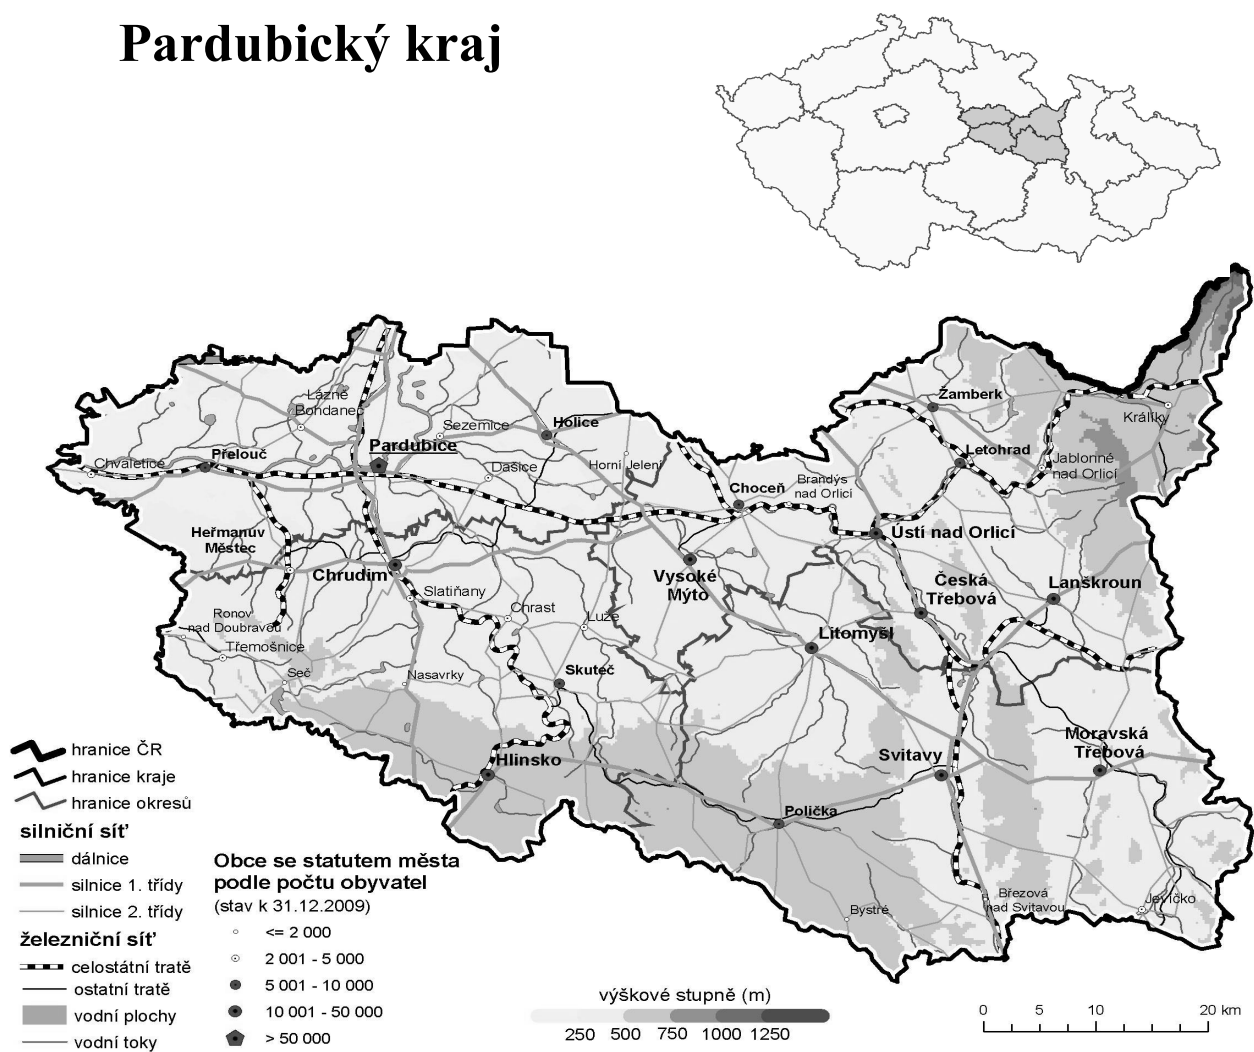 Pardubický kraj
Žamberk
Králíky
Lázně
Bohdaneč
Sezemice
Holice
Pardubice
Přelouč
Chvaletice
Dašice
Horní Jelení
Letohrad
Jablonné
nad Orlicí
Choceň
Brandýs
nad Orlicí
Heřmanův
Městec
Ústí nad Orlicí
Chrudim
Vysoké
Mýto
Česká
Třebová
Lanškroun
Slatiňany
Chrast
Luže
Ronov
nad Doubravou
Třemošnice
Litomyšl
Seč
Nasavrky
Skuteč
Hlinsko
Svitavy
Moravská
Třebová
Polička
Bystré
Březová
nad Svitavou
Jevíčko
hranice ČR
hranice kraje
hranice okresů
silniční síť
dálnice
silnice 1. třídy
silnice 2. třídy
železniční síť
celostátní tratě
ostatní tratě
vodní plochy
vodní toky
Obce se statutem města
podle počtu obyvatel
(stav k 31.12.2009)
<= 2 000
2 001 - 5 000
5 001 - 10 000
10 001 - 50 000
> 50 000
výškové stupně (m)
250 500 750 1000 1250
0 5 10 20 km